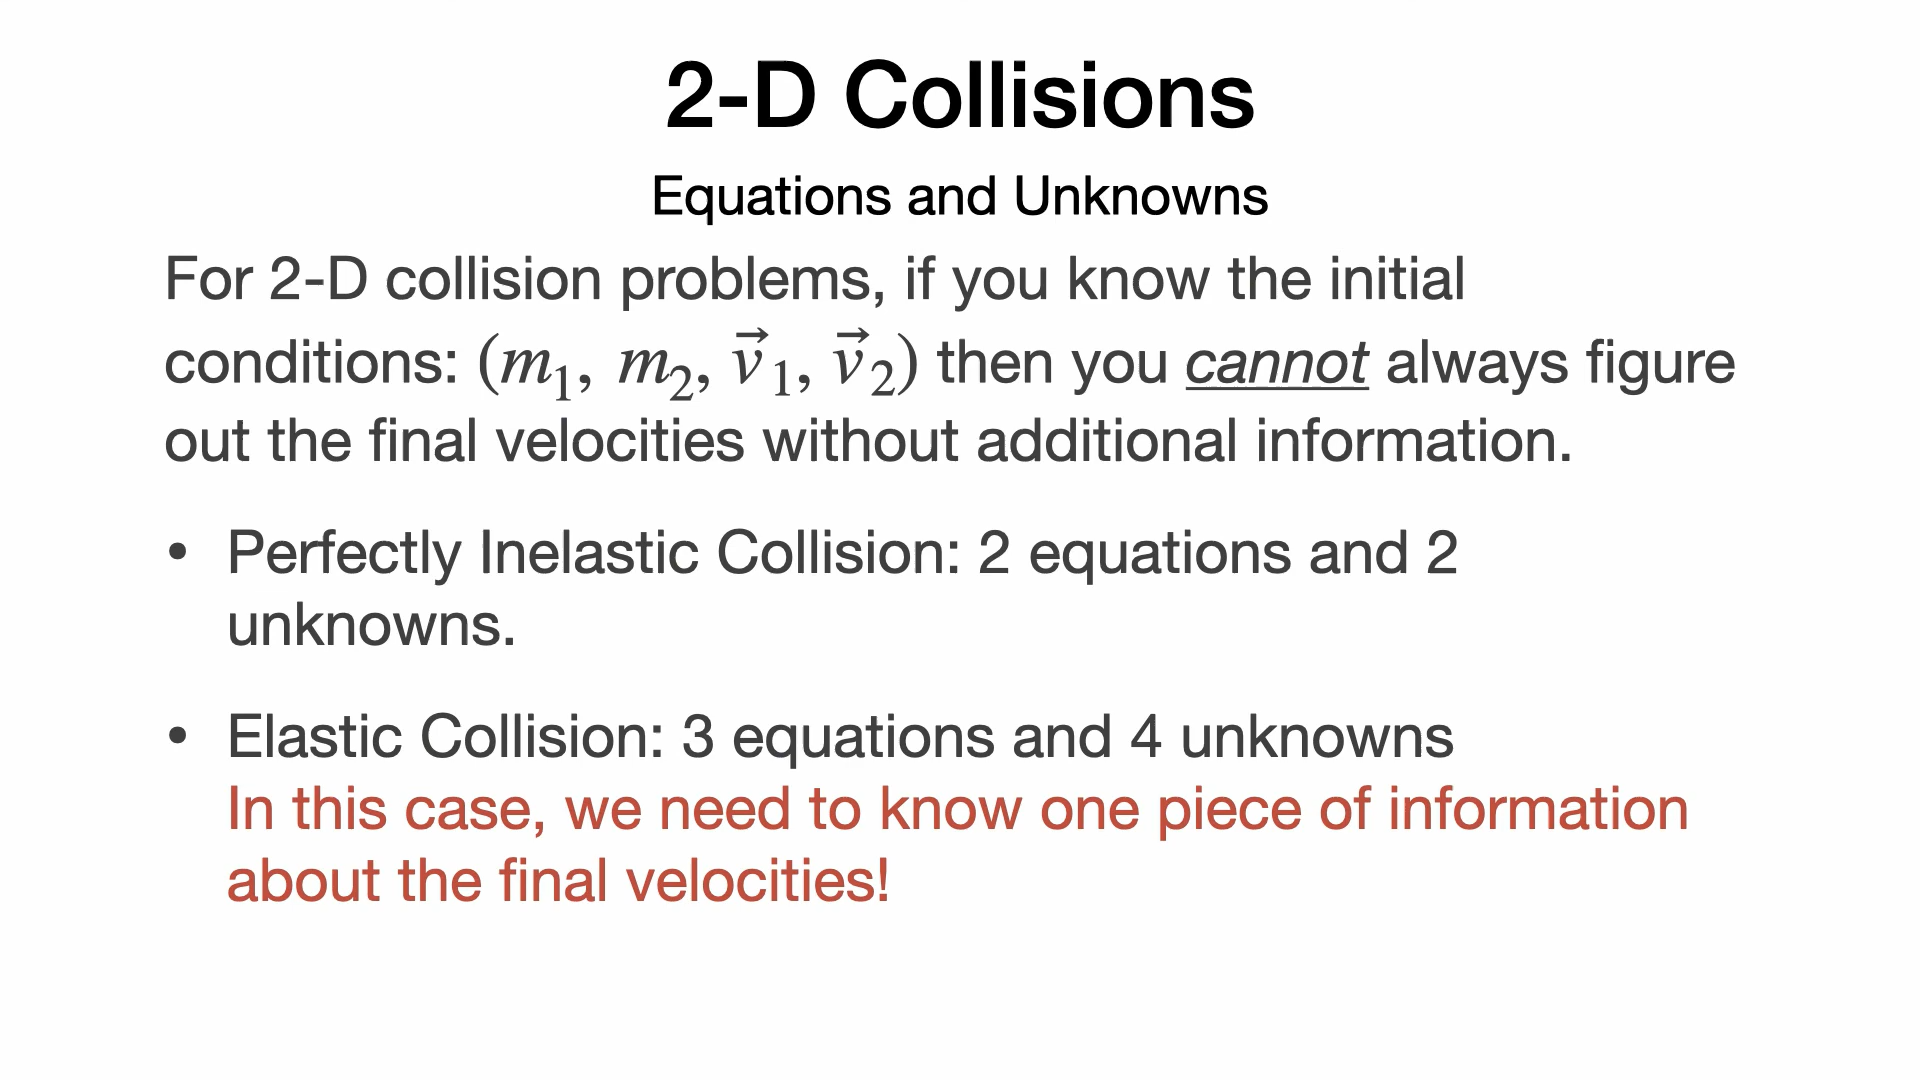 2-D Collisions
Equations and Unknowns
For 2-D collision problems, if you know the initial
conditions: (m₁, m₂, v⃗₁, v⃗₂) then you cannot always figure
out the final velocities without additional information.
• Perfectly Inelastic Collision: 2 equations and 2
unknowns.
• Elastic Collision: 3 equations and 4 unknowns
In this case, we need to know one piece of information
about the final velocities!